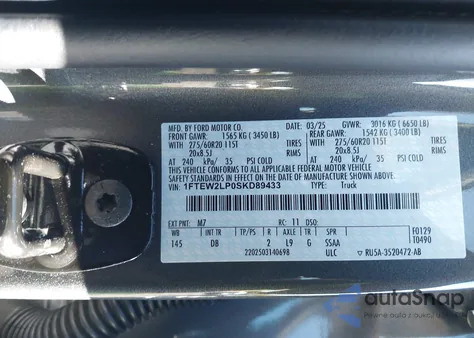 MFD. BY FORD MOTOR CO. 03/25 GVWR: 3016 KG ( 6650 LB)
FRONT GAWR: 1565 KG ( 3450 LB) REAR GAWR: 1542 KG ( 3400 LB)
275/60R20 115T TIRES WITH 275/60R20 115T TIRES
20x8.5J RIMS 20x8.5J RIMS
AT 240 kPa/ 35 PSI COLD AT 240 kPa/ 35 PSI COLD
THIS VEHICLE CONFORMS TO ALL APPLICABLE FEDERAL MOTOR VEHICLE
SAFETY STANDARDS IN EFFECT ON THE DATE OF MANUFACTURE SHOWN ABOVE.
VIN: 1FTEW2LP0SKD89433 TYPE: Truck
EXT PNT: M7 RC: 11 DSO: F0129
WB BRK INT TR TP/PS R AXLE TR SPR T0490
145 DB 2 L9 G SSAA
2202503140698 ULC RU5A-3520472-AB
autoSnap